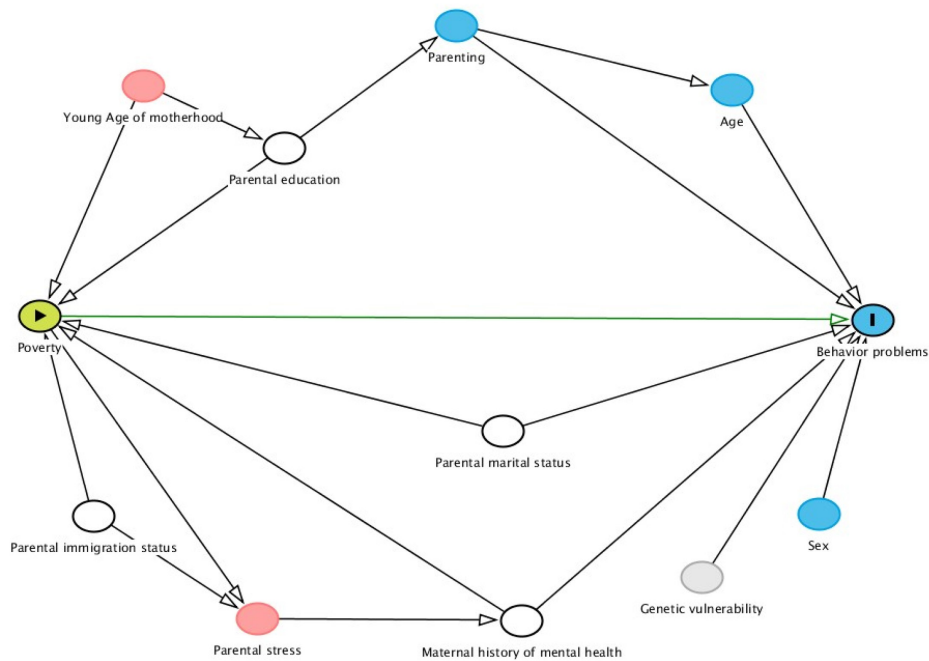 Parenting
Young Age of motherhood
Age
Parental education
Poverty
Behavior problems
Parental marital status
Parental immigration status
Sex
Genetic vulnerability
Parental stress
Maternal history of mental health